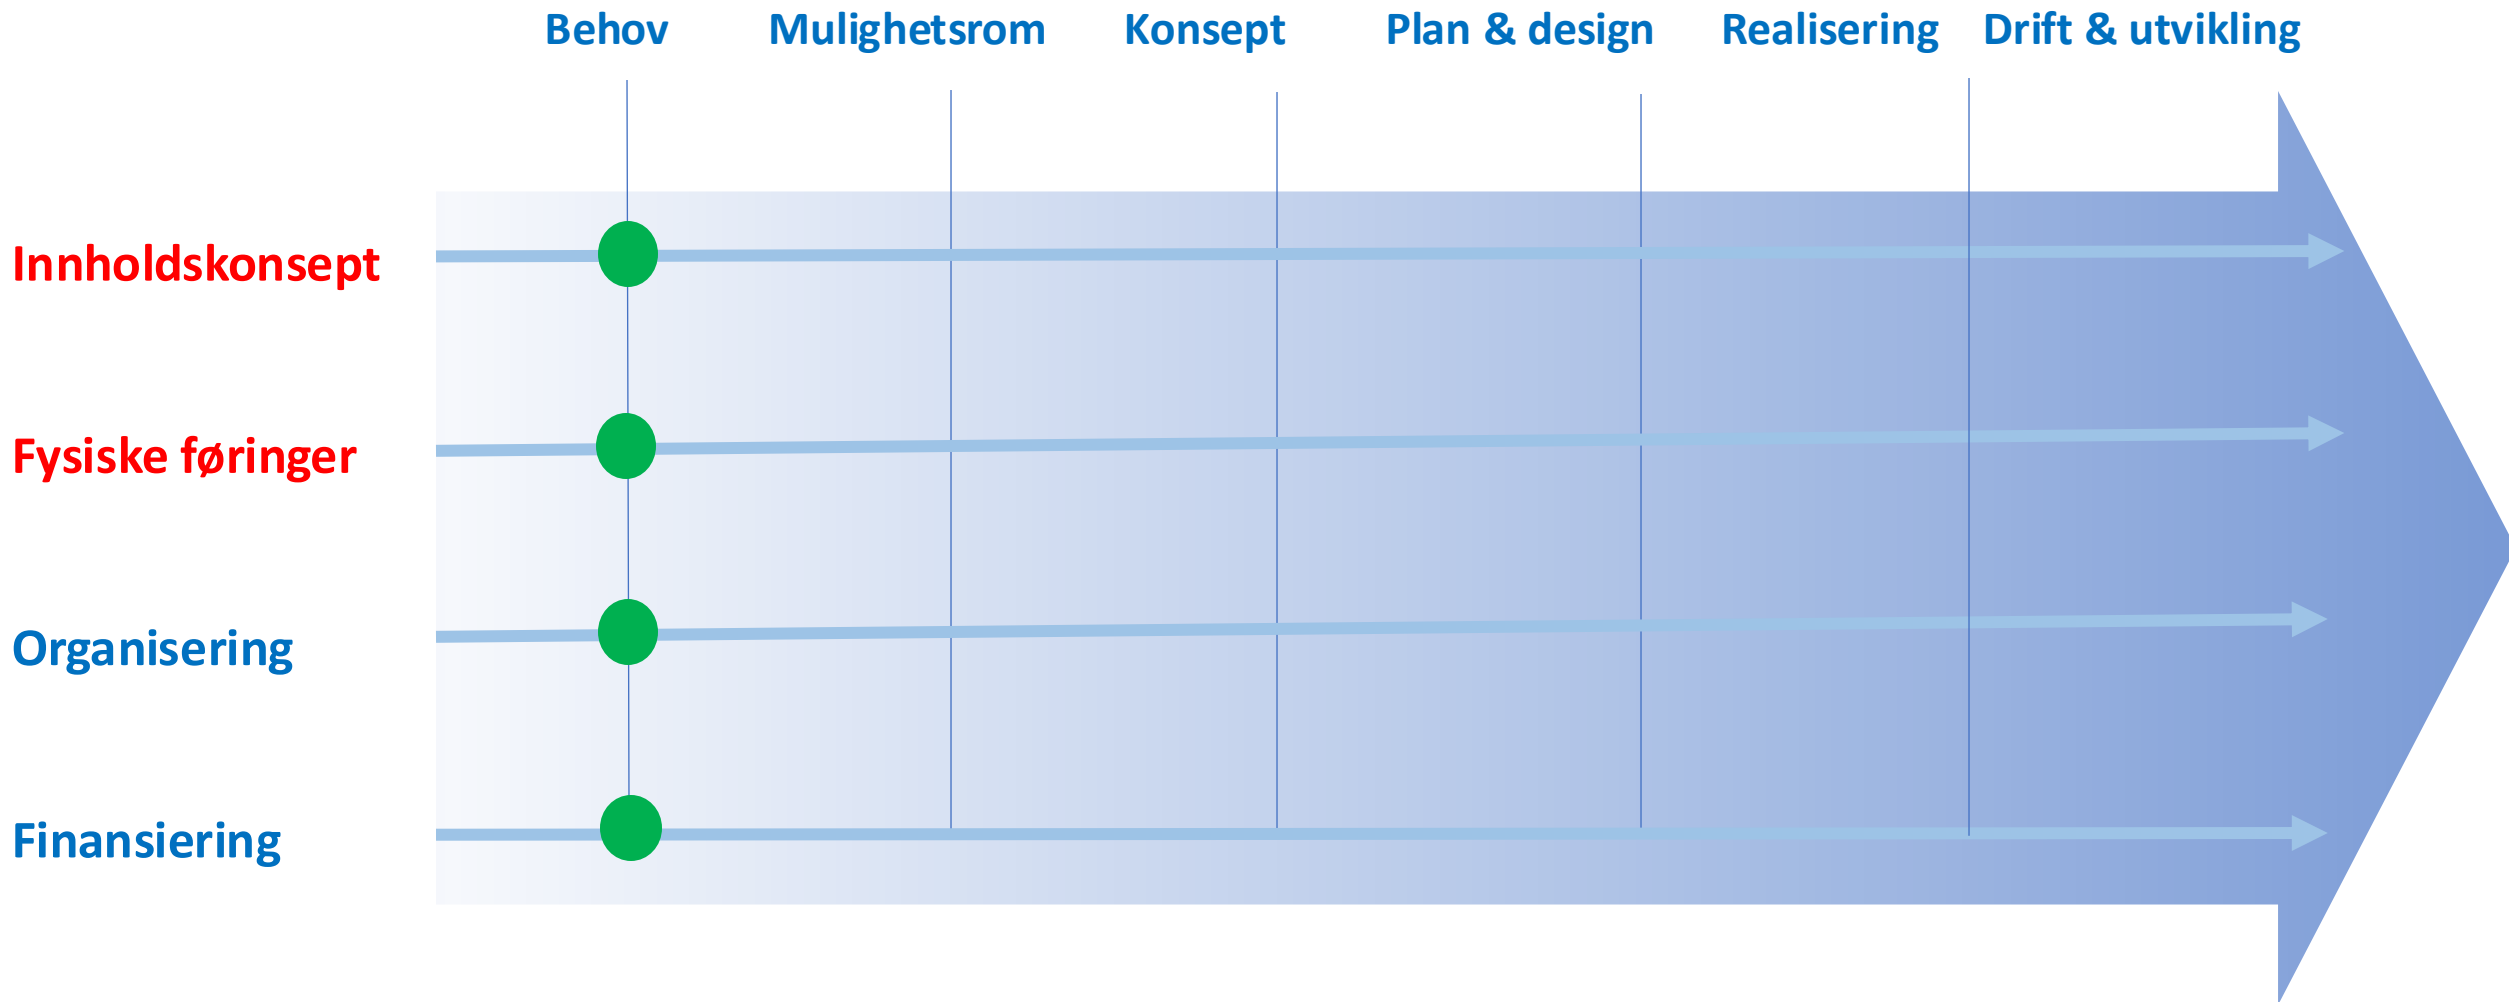 Behov
Mulighetsrom
Konsept
Plan & design
Realisering
Drift & utvikling
Innholdskonsept
Fysiske føringer
Organisering
Finansiering